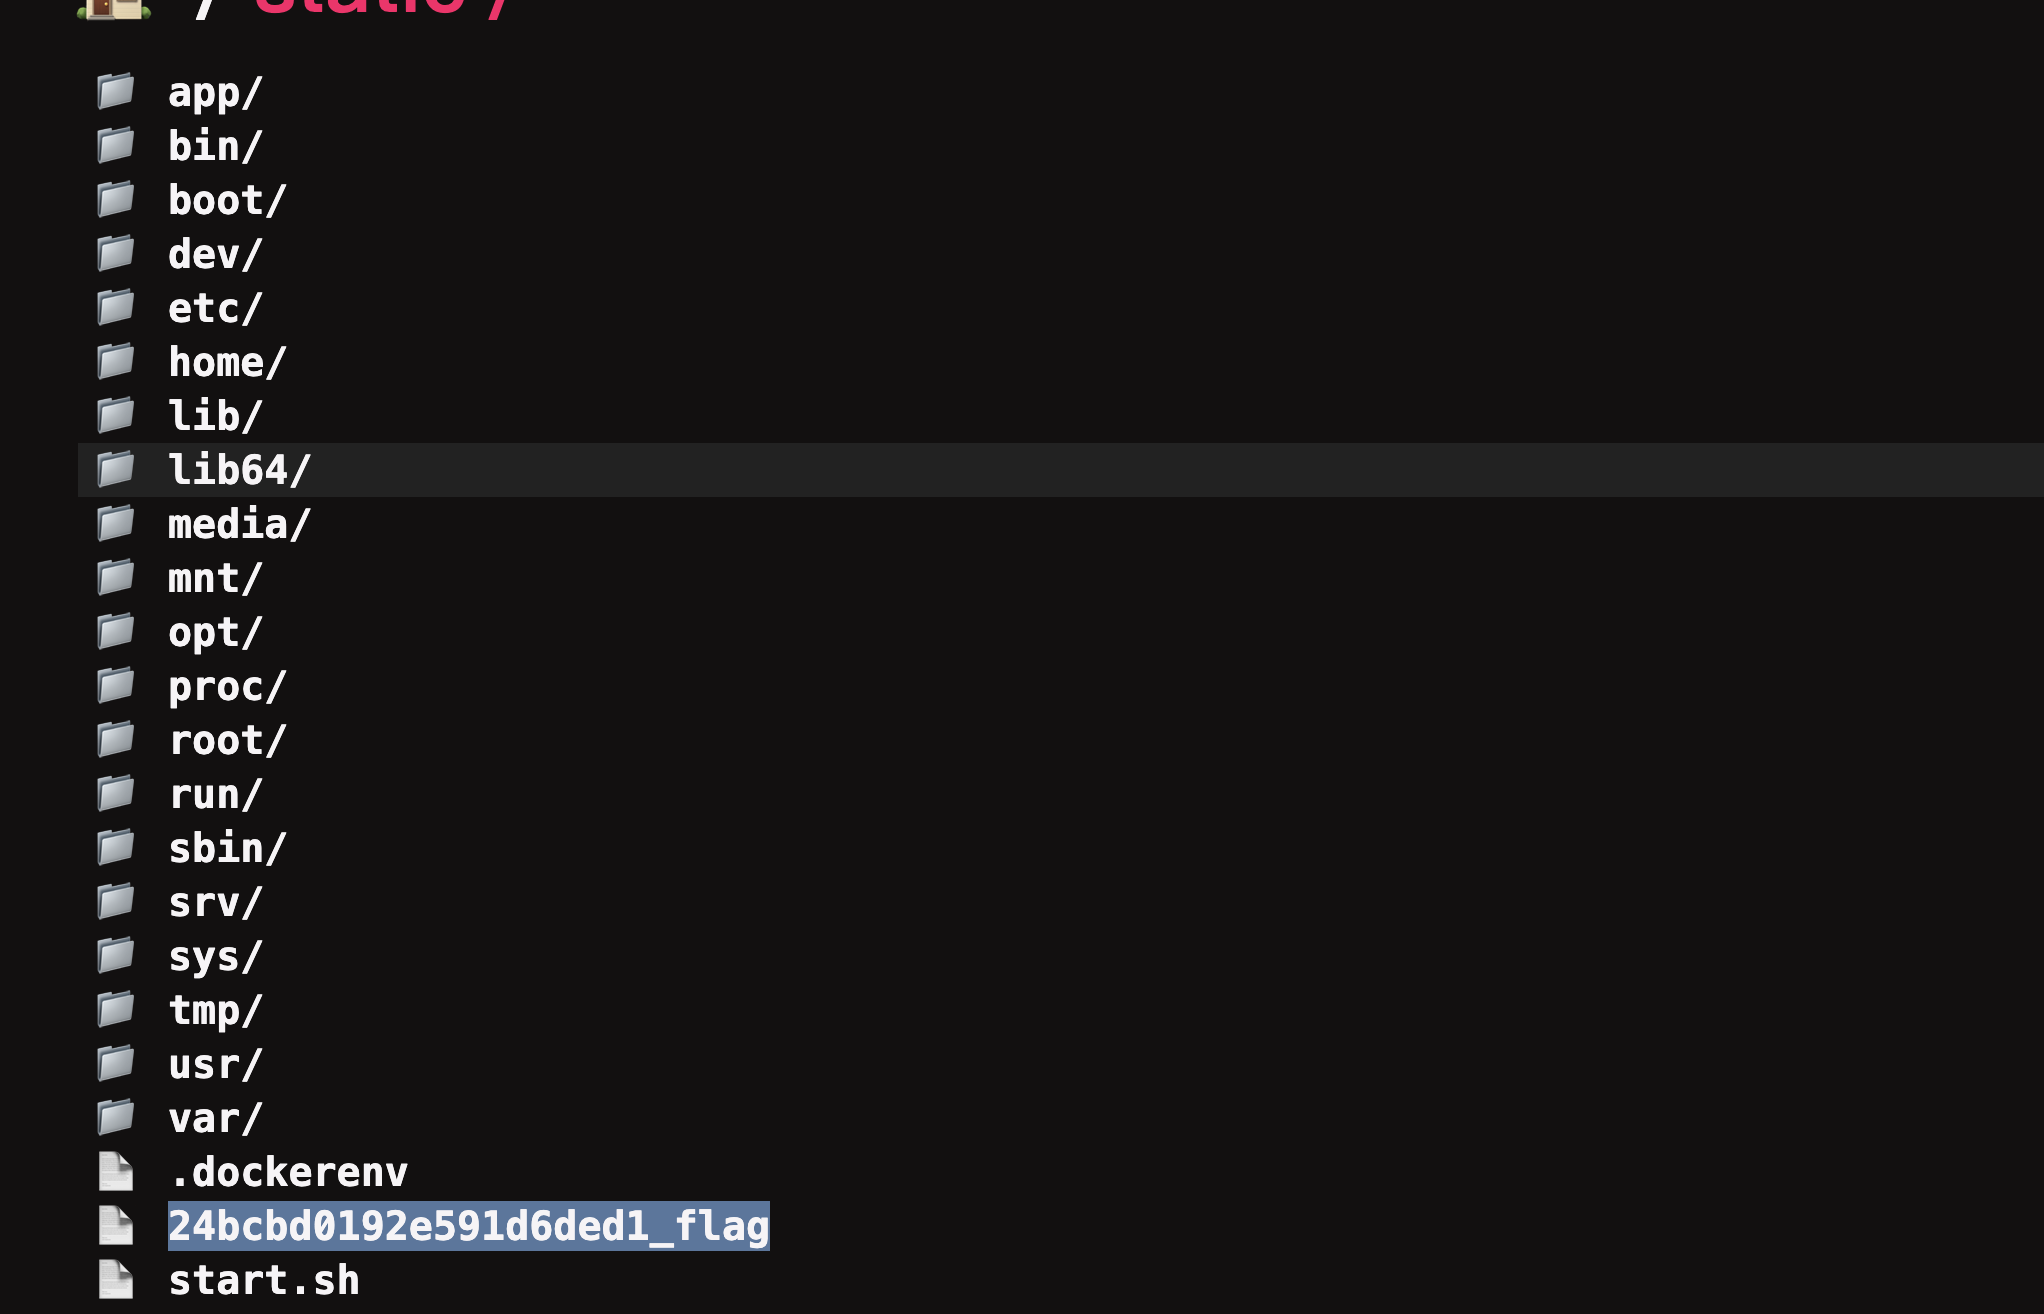 / static /
app/
bin/
boot/
dev/
etc/
home/
lib/
lib64/
media/
mnt/
opt/
proc/
root/
run/
sbin/
srv/
sys/
tmp/
usr/
var/
.dockerenv
24bcbd0192e591d6ded1_flag
start.sh